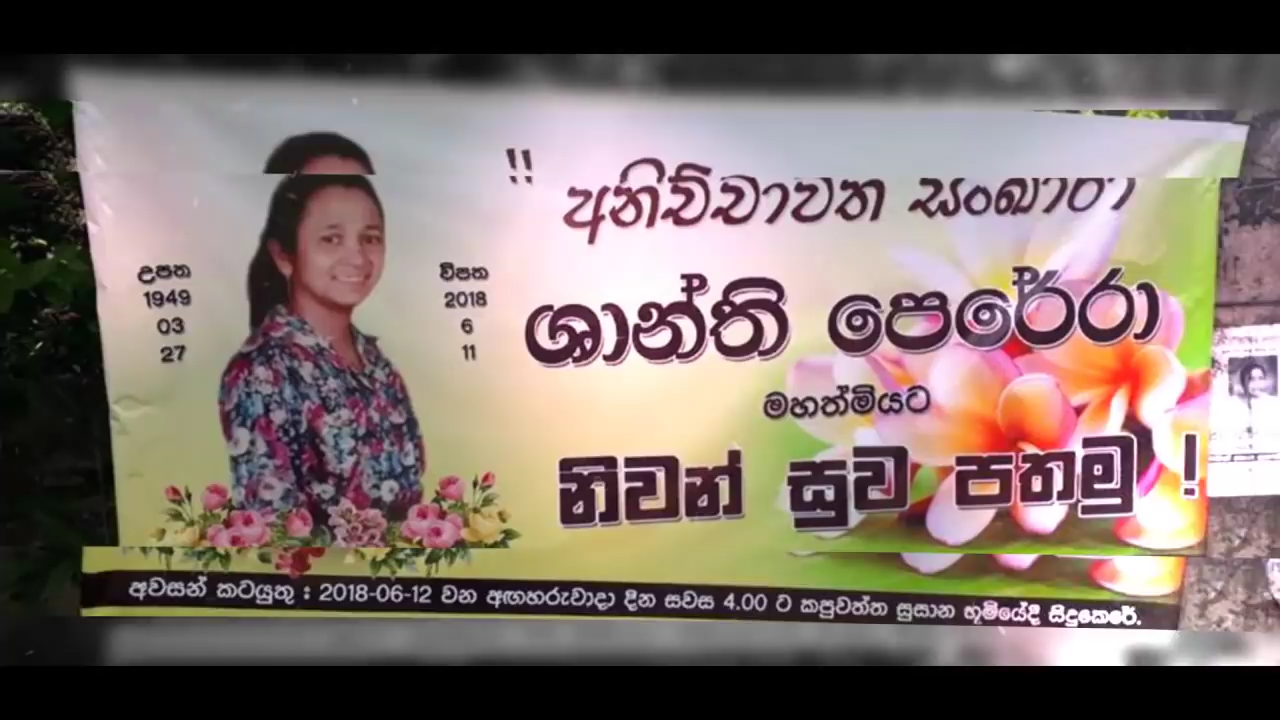 !! අනිච්චාවත සංඛාරා
උපත
1949
03
27
විපත
2018
6
11
ශාන්ති පෙරේරා
මහත්මියට
නිවන් සුව පතමු !
අවසන් කටයුතු : 2018-06-12 වන අඟහරුවාදා දින සවස 4.00 ට කපුවත්ත සුසාන භූමියේදී සිදුකෙරේ.